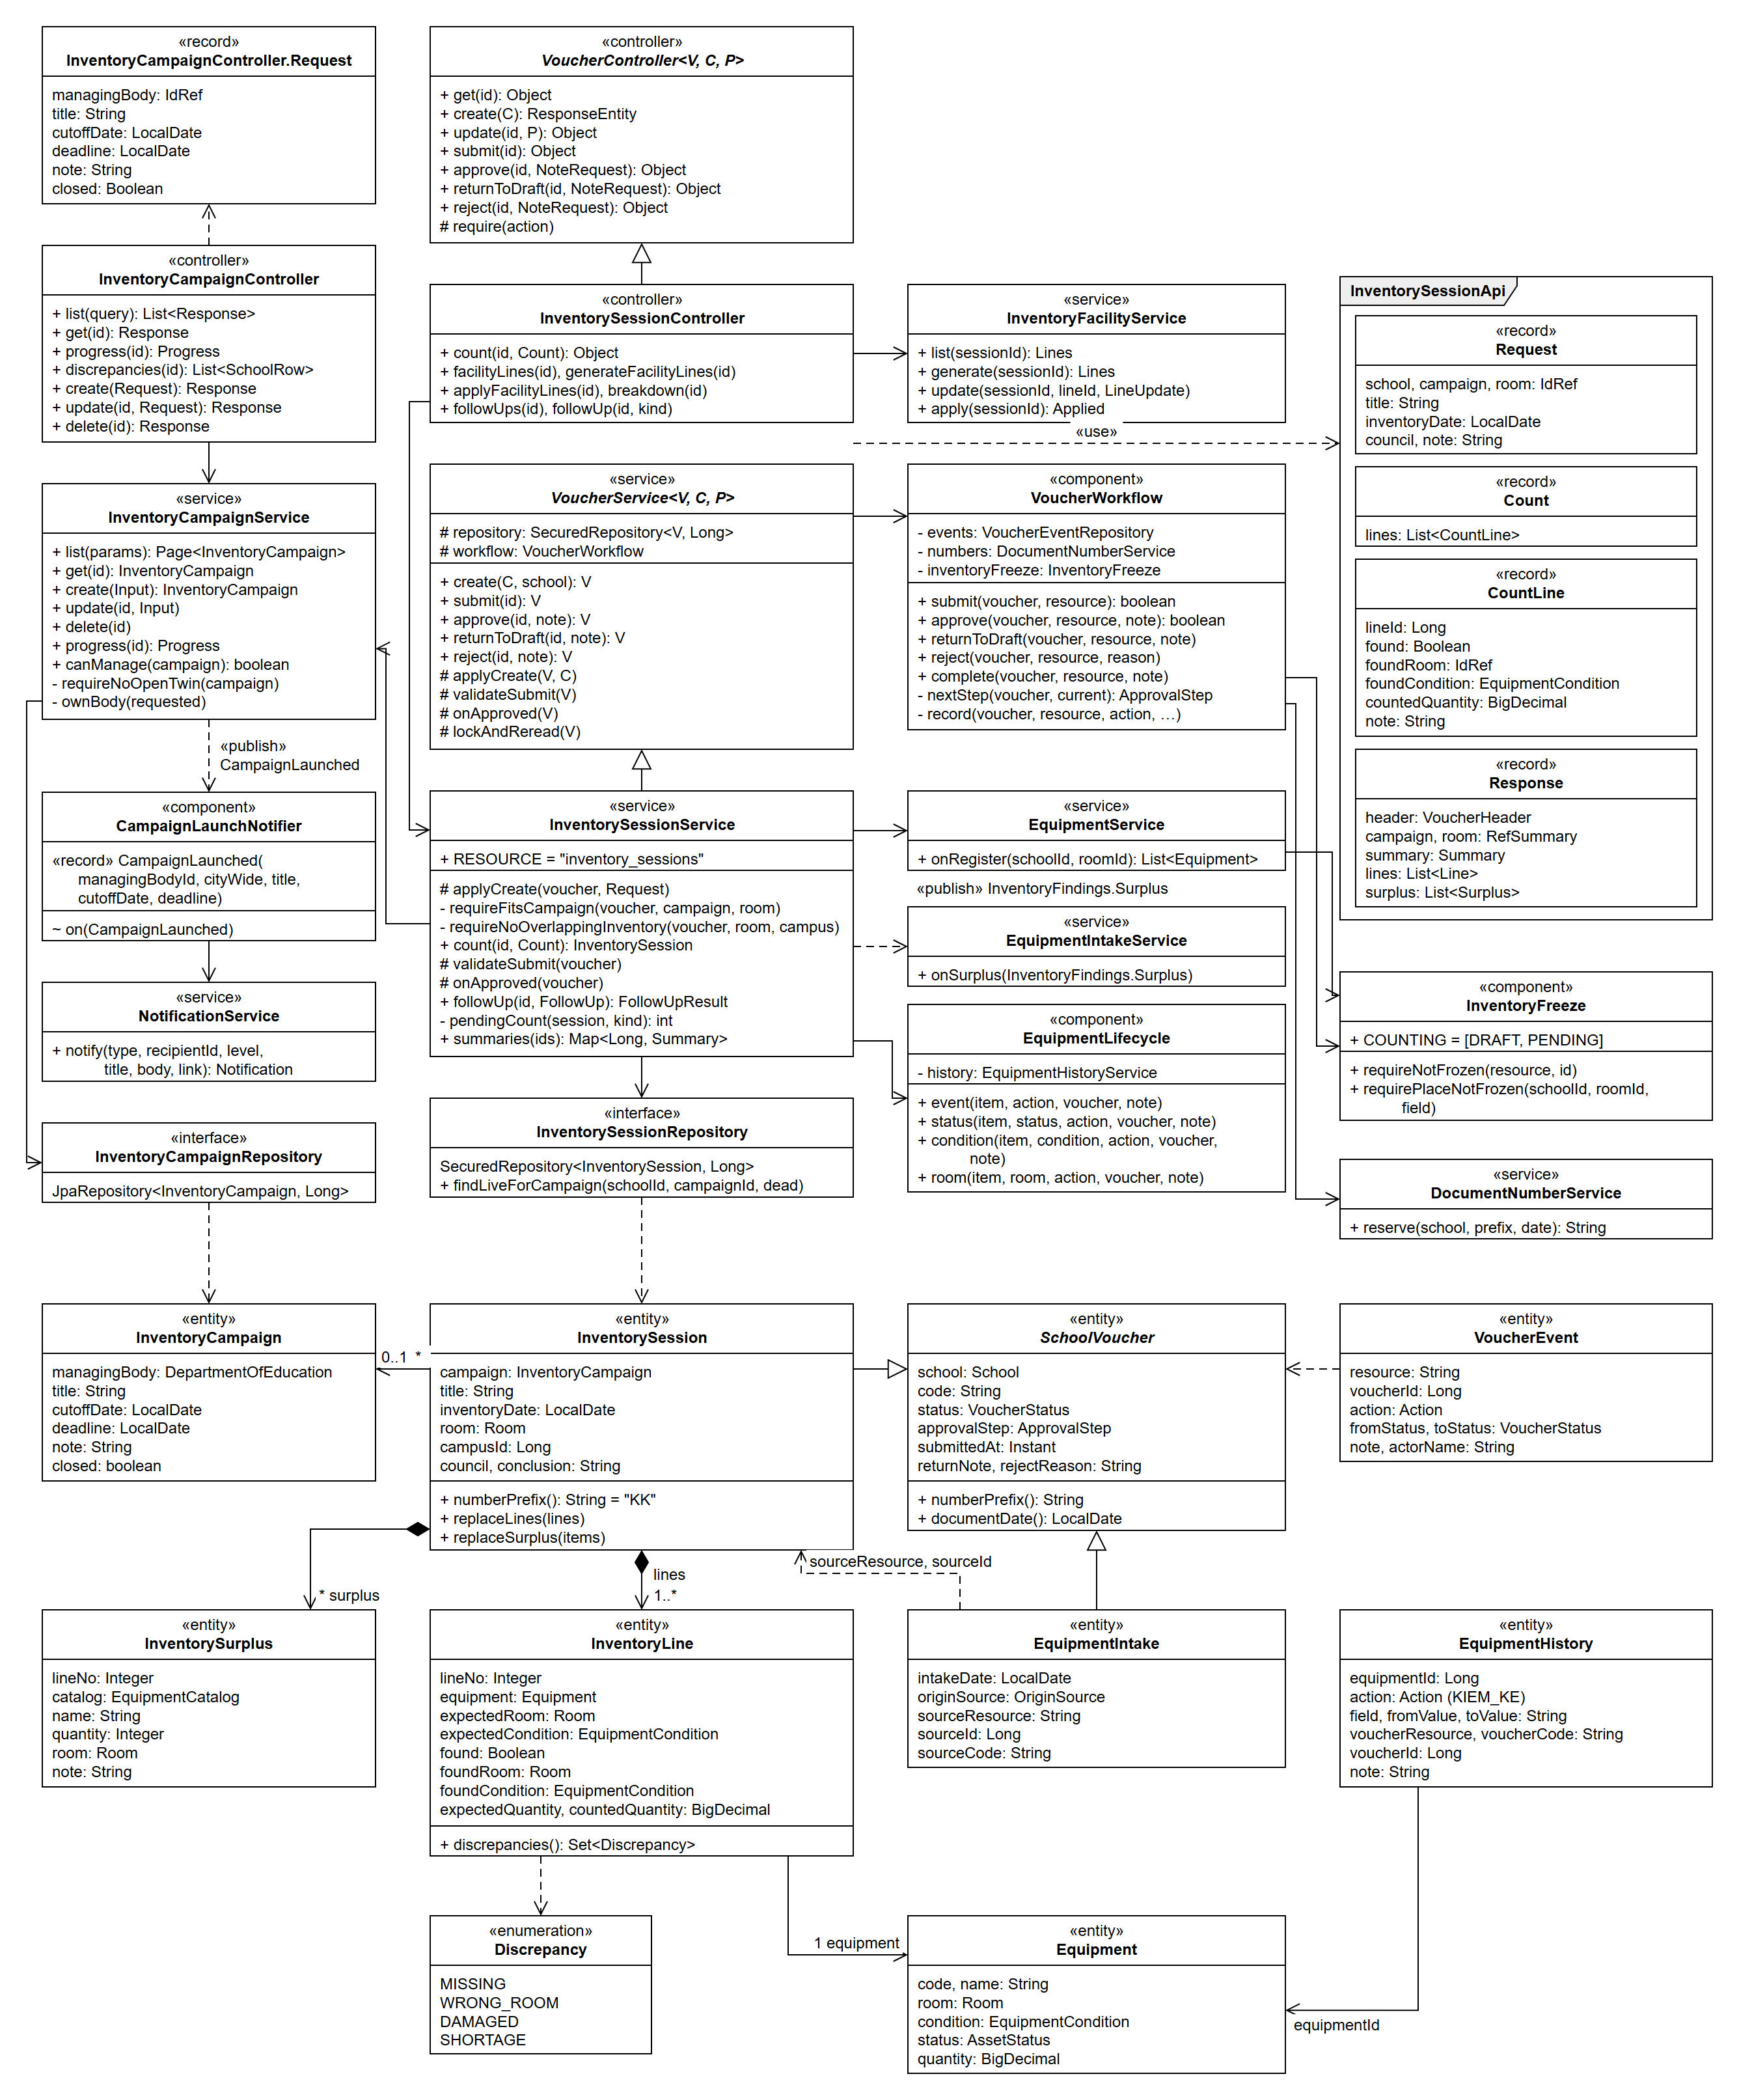 «record»
InventoryCampaignController.Request
managingBody: IdRef
title: String
cutoffDate: LocalDate
deadline: LocalDate
note: String
closed: Boolean
«controller»
VoucherController<V, C, P>
+ get(id): Object
+ create(C): ResponseEntity
+ update(id, P): Object
+ submit(id): Object
+ approve(id, NoteRequest): Object
+ returnToDraft(id, NoteRequest): Object
+ reject(id, NoteRequest): Object
# require(action)
«controller»
InventoryCampaignController
+ list(query): List<Response>
+ get(id): Response
+ progress(id): Progress
+ discrepancies(id): List<SchoolRow>
+ create(Request): Response
+ update(id, Request): Response
+ delete(id): Response
«controller»
InventorySessionController
+ count(id, Count): Object
+ facilityLines(id), generateFacilityLines(id)
+ applyFacilityLines(id), breakdown(id)
+ followUps(id), followUp(id, kind)
«service»
InventoryFacilityService
+ list(sessionId): Lines
+ generate(sessionId): Lines
+ update(sessionId, lineId, LineUpdate)
+ apply(sessionId): Applied
«use»
InventorySessionApi
«record»
Request
school, campaign, room: IdRef
title: String
inventoryDate: LocalDate
council, note: String
«record»
Count
lines: List<CountLine>
«record»
CountLine
lineId: Long
found: Boolean
foundRoom: IdRef
foundCondition: EquipmentCondition
countedQuantity: BigDecimal
note: String
«record»
Response
header: VoucherHeader
campaign, room: RefSummary
summary: Summary
lines: List<Line>
surplus: List<Surplus>
«service»
InventoryCampaignService
+ list(params): Page<InventoryCampaign>
+ get(id): InventoryCampaign
+ create(Input): InventoryCampaign
+ update(id, Input)
+ delete(id)
+ progress(id): Progress
+ canManage(campaign): boolean
- requireNoOpenTwin(campaign)
- ownBody(requested)
«service»
VoucherService<V, C, P>
# repository: SecuredRepository<V, Long>
# workflow: VoucherWorkflow
+ create(C, school): V
+ submit(id): V
+ approve(id, note): V
+ returnToDraft(id, note): V
+ reject(id, note): V
# applyCreate(V, C)
# validateSubmit(V)
# onApproved(V)
# lockAndReread(V)
«component»
VoucherWorkflow
- events: VoucherEventRepository
- numbers: DocumentNumberService
- inventoryFreeze: InventoryFreeze
+ submit(voucher, resource): boolean
+ approve(voucher, resource, note): boolean
+ returnToDraft(voucher, resource, note)
+ reject(voucher, resource, reason)
+ complete(voucher, resource, note)
- nextStep(voucher, current): ApprovalStep
- record(voucher, resource, action, …)
«publish»
CampaignLaunched
«component»
CampaignLaunchNotifier
«record» CampaignLaunched(
managingBodyId, cityWide, title,
cutoffDate, deadline)
~ on(CampaignLaunched)
«service»
InventorySessionService
+ RESOURCE = "inventory_sessions"
# applyCreate(voucher, Request)
- requireFitsCampaign(voucher, campaign, room)
- requireNoOverlappingInventory(voucher, room, campus)
+ count(id, Count): InventorySession
# validateSubmit(voucher)
# onApproved(voucher)
+ followUp(id, FollowUp): FollowUpResult
- pendingCount(session, kind): int
+ summaries(ids): Map<Long, Summary>
«service»
EquipmentService
+ onRegister(schoolId, roomId): List<Equipment>
«publish» InventoryFindings.Surplus
«service»
EquipmentIntakeService
+ onSurplus(InventoryFindings.Surplus)
«component»
EquipmentLifecycle
- history: EquipmentHistoryService
+ event(item, action, voucher, note)
+ status(item, status, action, voucher, note)
+ condition(item, condition, action, voucher,
note)
+ room(item, room, action, voucher, note)
«component»
InventoryFreeze
+ COUNTING = [DRAFT, PENDING]
+ requireNotFrozen(resource, id)
+ requirePlaceNotFrozen(schoolId, roomId,
field)
«service»
NotificationService
+ notify(type, recipientId, level,
title, body, link): Notification
«interface»
InventoryCampaignRepository
JpaRepository<InventoryCampaign, Long>
«interface»
InventorySessionRepository
SecuredRepository<InventorySession, Long>
+ findLiveForCampaign(schoolId, campaignId, dead)
«service»
DocumentNumberService
+ reserve(school, prefix, date): String
«entity»
InventoryCampaign
managingBody: DepartmentOfEducation
title: String
cutoffDate: LocalDate
deadline: LocalDate
note: String
closed: boolean
0..1 *
«entity»
InventorySession
campaign: InventoryCampaign
title: String
inventoryDate: LocalDate
room: Room
campusId: Long
council, conclusion: String
+ numberPrefix(): String = "KK"
+ replaceLines(lines)
+ replaceSurplus(items)
«entity»
SchoolVoucher
school: School
code: String
status: VoucherStatus
approvalStep: ApprovalStep
submittedAt: Instant
returnNote, rejectReason: String
+ numberPrefix(): String
+ documentDate(): LocalDate
«entity»
VoucherEvent
resource: String
voucherId: Long
action: Action
fromStatus, toStatus: VoucherStatus
note, actorName: String
sourceResource, sourceId
lines
1..*
* surplus
«entity»
InventorySurplus
lineNo: Integer
catalog: EquipmentCatalog
name: String
quantity: Integer
room: Room
note: String
«entity»
InventoryLine
lineNo: Integer
equipment: Equipment
expectedRoom: Room
expectedCondition: EquipmentCondition
found: Boolean
foundRoom: Room
foundCondition: EquipmentCondition
expectedQuantity, countedQuantity: BigDecimal
+ discrepancies(): Set<Discrepancy>
«entity»
EquipmentIntake
intakeDate: LocalDate
originSource: OriginSource
sourceResource: String
sourceId: Long
sourceCode: String
«entity»
EquipmentHistory
equipmentId: Long
action: Action (KIEM_KE)
field, fromValue, toValue: String
voucherResource, voucherCode: String
voucherId: Long
note: String
«enumeration»
Discrepancy
MISSING
WRONG_ROOM
DAMAGED
SHORTAGE
1 equipment
«entity»
Equipment
code, name: String
room: Room
condition: EquipmentCondition
status: AssetStatus
quantity: BigDecimal
equipmentId